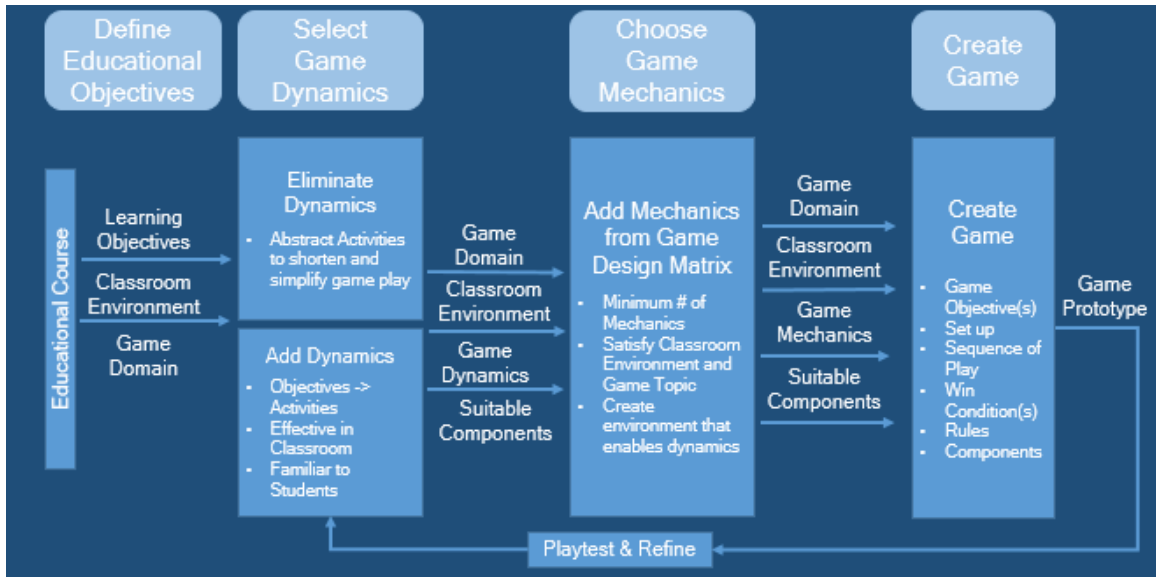 Define
Educational
Objectives
Select
Game
Dynamics
Choose
Game
Mechanics
Create
Game
Educational Course
Learning
Objectives
Classroom
Environment
Game
Domain
Eliminate
Dynamics
• Abstract Activities
to shorten and
simplify game play
Add Dynamics
• Objectives ->
Activities
• Effective in
Classroom
• Familiar to
Students
Game
Domain
Classroom
Environment
Game
Dynamics
Suitable
Components
Add Mechanics
from Game
Design Matrix
• Minimum # of
Mechanics
• Satisfy Classroom
Environment and
Game Topic
• Create
environment that
enables dynamics
Game
Domain
Classroom
Environment
Game
Mechanics
Suitable
Components
Create
Game
• Game
Objective(s)
• Set up
• Sequence of
Play
• Win
Condition(s)
• Rules
• Components
Game
Prototype
Playtest & Refine